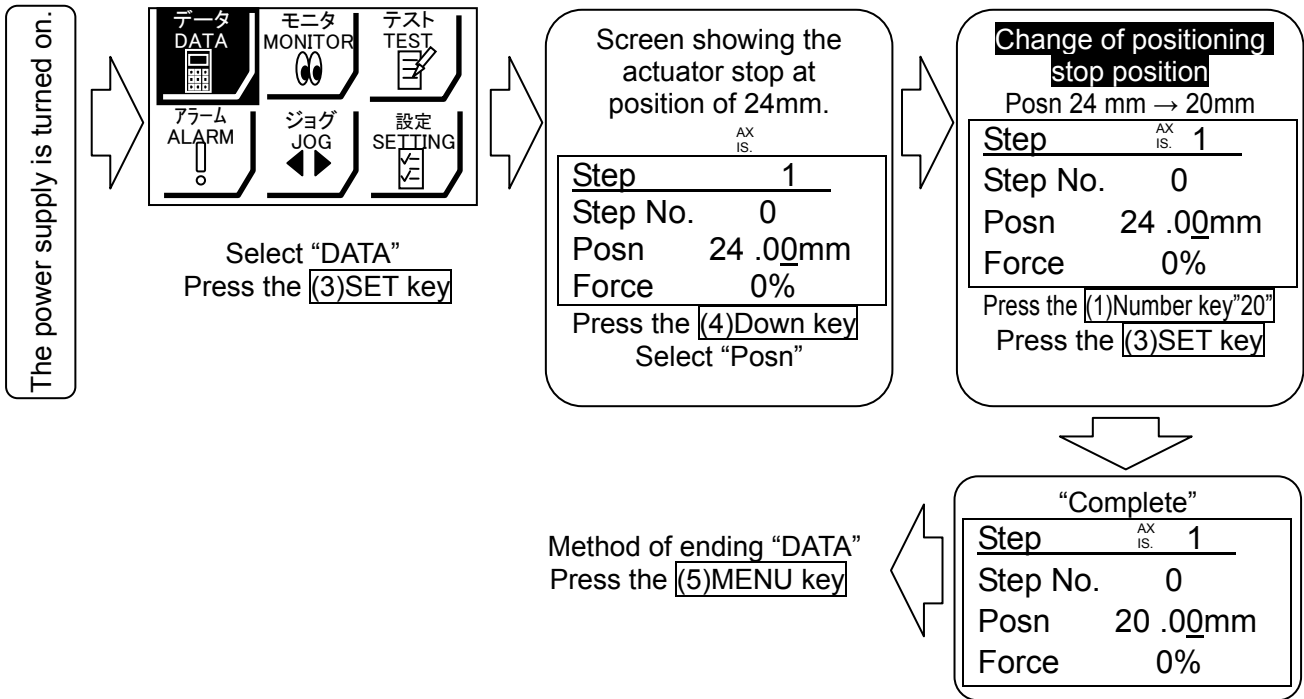 The power supply is turned on.
データ
DATA
モニタ
MONITOR
テスト
TEST
アラーム
ALARM
ジョグ
JOG
設定
SETTING
Select “DATA”
Press the (3)SET key
Screen showing the
actuator stop at
position of 24mm.
AX
IS.
Step 1
Step No. 0
Posn 24 .00mm
Force 0%
Press the (4)Down key
Select “Posn”
Change of positioning
stop position
Posn 24 mm → 20mm
Step AX IS. 1
Step No. 0
Posn 24 .00mm
Force 0%
Press the (1)Number key”20”
Press the (3)SET key
“Complete”
Step AX IS. 1
Step No. 0
Posn 20 .00mm
Force 0%
Method of ending “DATA”
Press the (5)MENU key